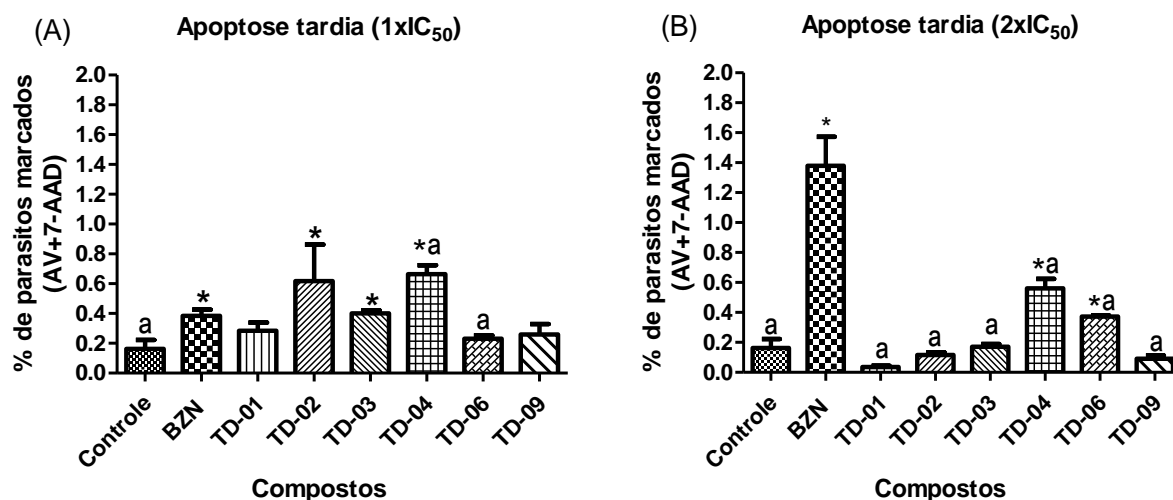 (A)
Apoptose tardia (1xIC50)
% de parasitos marcados
(AV+7-AAD)
2.0
1.8
1.6
1.4
1.2
1.0
0.8
0.6
0.4
0.2
0.0
a
*
*
*
*a
a
Controle
BZN
TD-01
TD-02
TD-03
TD-04
TD-06
TD-09
Compostos
(B)
Apoptose tardia (2xIC50)
% de parasitos marcados
(AV+7-AAD)
2.0
1.8
1.6
1.4
1.2
1.0
0.8
0.6
0.4
0.2
0.0
a
*
a
a
a
*a
*a
a
Controle
BZN
TD-01
TD-02
TD-03
TD-04
TD-06
TD-09
Compostos